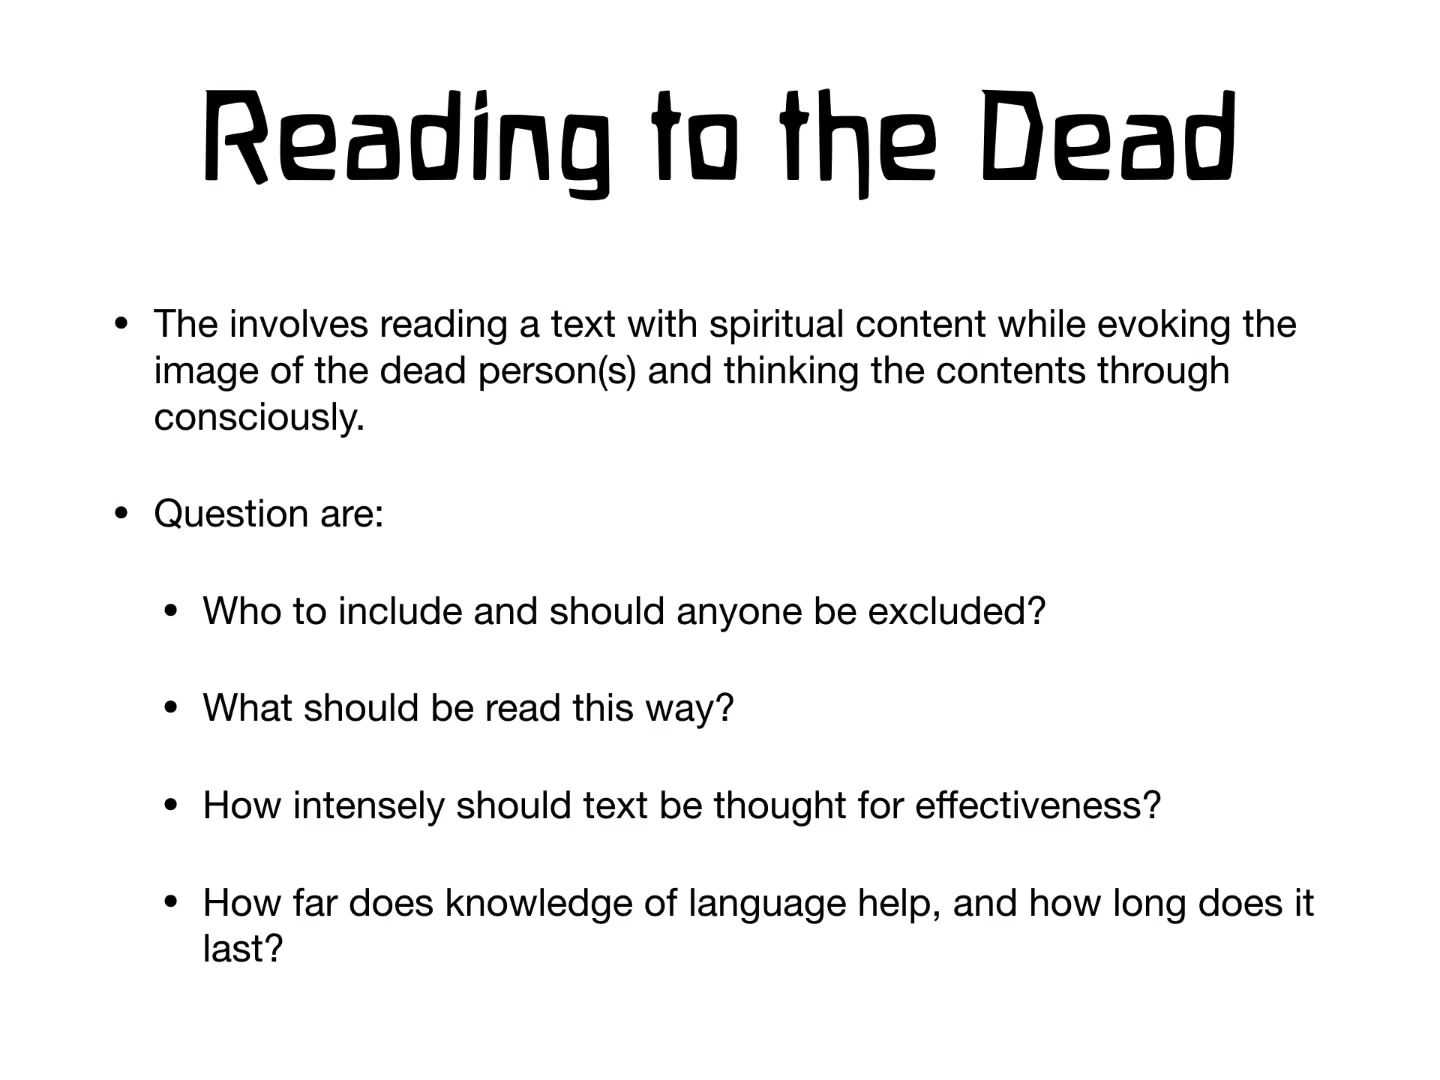 Reading to the Dead
• The involves reading a text with spiritual content while evoking the
image of the dead person(s) and thinking the contents through
consciously.
• Question are:
• Who to include and should anyone be excluded?
• What should be read this way?
• How intensely should text be thought for effectiveness?
• How far does knowledge of language help, and how long does it
last?